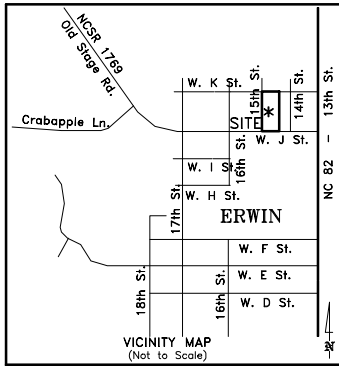 NCSR 1769
Old Stage Rd.
Crabapple Ln.
W. K St.
15th St.
14th St.
NC 82 - 13th St.
SITE
W. J St.
W. I St.
16th St.
W. H St.
17th St.
ERWIN
W. F St.
W. E St.
W. D St.
18th St.
16th St.
VICINITY MAP
(Not to Scale)
N